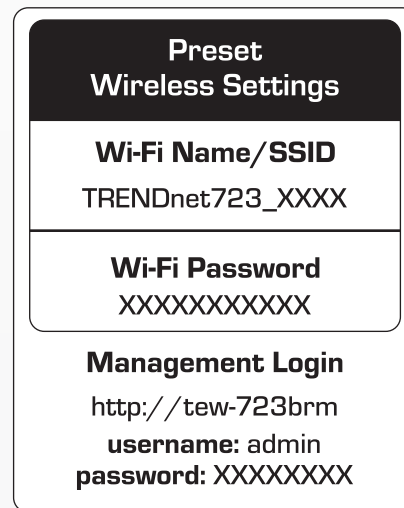 Preset
Wireless Settings
Wi-Fi Name/SSID
TRENDnet723_XXXX
Wi-Fi Password
XXXXXXXXXXX
Management Login
http://tew-723brm
username: admin
password: XXXXXXXX